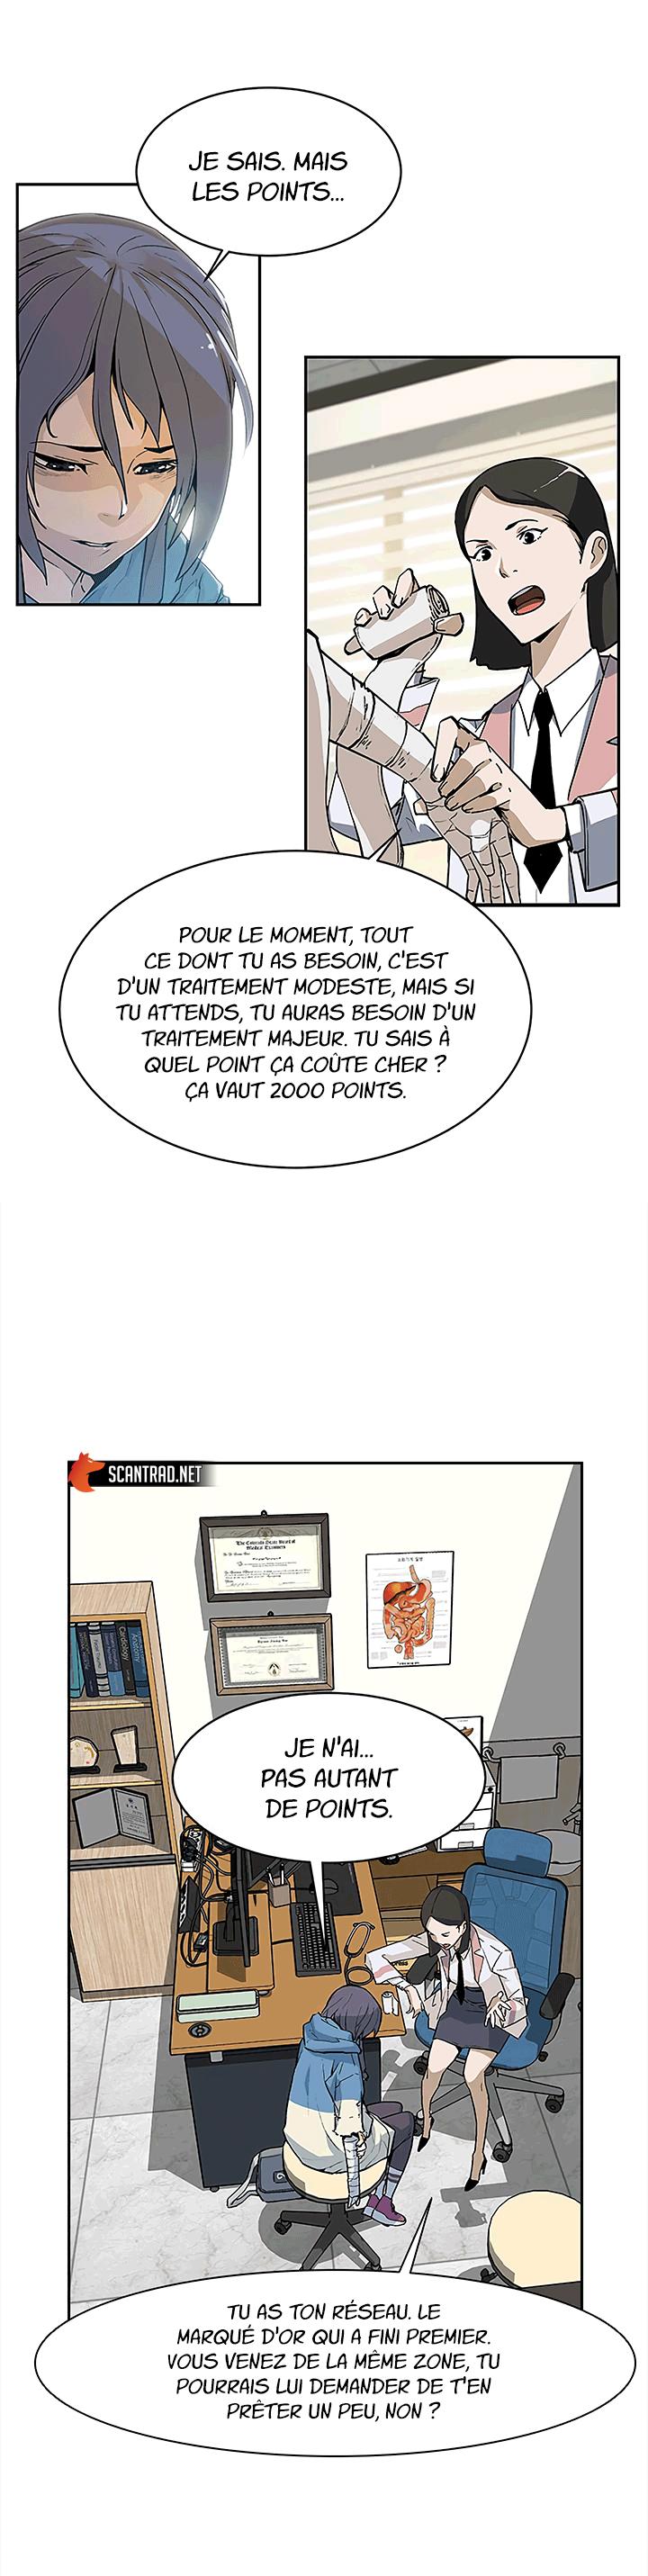 JE SAIS. MAIS
LES POINTS...
POUR LE MOMENT, TOUT
CE DONT TU AS BESOIN, C'EST
D'UN TRAITEMENT MODESTE, MAIS SI
TU ATTENDS, TU AURAS BESOIN D'UN
TRAITEMENT MAJEUR. TU SAIS À
QUEL POINT ÇA COÛTE CHER ?
ÇA VAUT 2000 POINTS.
SCANTRAD.NET
JE N'AI...
PAS AUTANT
DE POINTS.
TU AS TON RÉSEAU. LE
MARQUÉ D'OR QUI A FINI PREMIER.
VOUS VENEZ DE LA MÊME ZONE, TU
POURRAIS LUI DEMANDER DE T'EN
PRÊTER UN PEU, NON ?